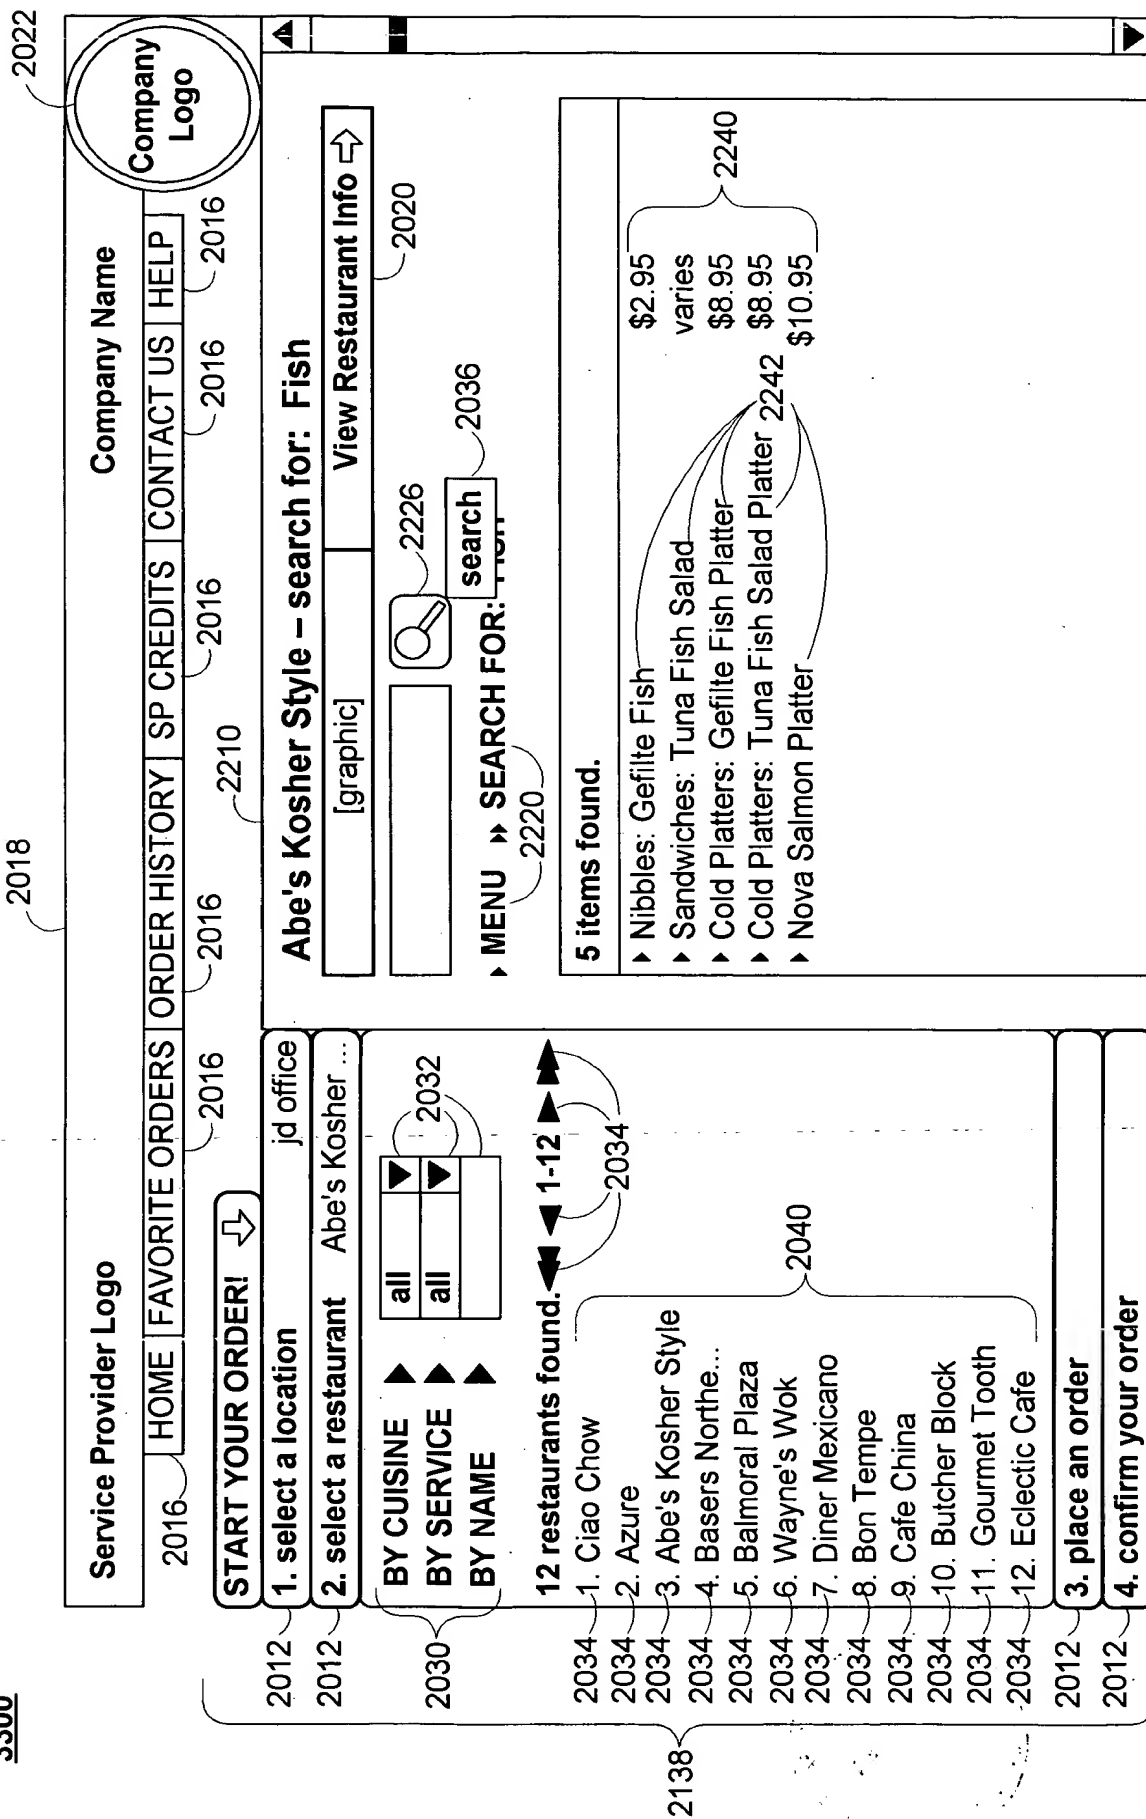 3300
2018
2022
Service Provider Logo
Company Name
Company
Logo
HOME
FAVORITE ORDERS
ORDER HISTORY
SP CREDITS
CONTACT US
HELP
2016
2016
2016
2016
2016
2016
2210
START YOUR ORDER!
1. select a location jd office
2. select a restaurant Abe's Kosher ...
2012
2012
BY CUISINE
BY SERVICE
BY NAME
all
all
2030
2032
12 restaurants found.
1-12
2034
2034 1. Ciao Chow
2034 2. Azure
2034 3. Abe's Kosher Style
2034 4. Basers Northe...
2034 5. Balmoral Plaza
2034 6. Wayne's Wok
2034 7. Diner Mexicano
2034 8. Bon Tempe
2034 9. Cafe China
2034 10. Butcher Block
2034 11. Gourmet Tooth
2034 12. Eclectic Cafe
2040
2012 3. place an order
2012 4. confirm your order
2138
Abe's Kosher Style – search for: Fish
[graphic]
View Restaurant Info
2020
2226
search
2036
MENU SEARCH FOR:
2220
5 items found.
Nibbles: Gefilte Fish $2.95
Sandwiches: Tuna Fish Salad varies
Cold Platters: Gefilte Fish Platter $8.95
Cold Platters: Tuna Fish Salad Platter $8.95
Nova Salmon Platter $10.95
2242
2240